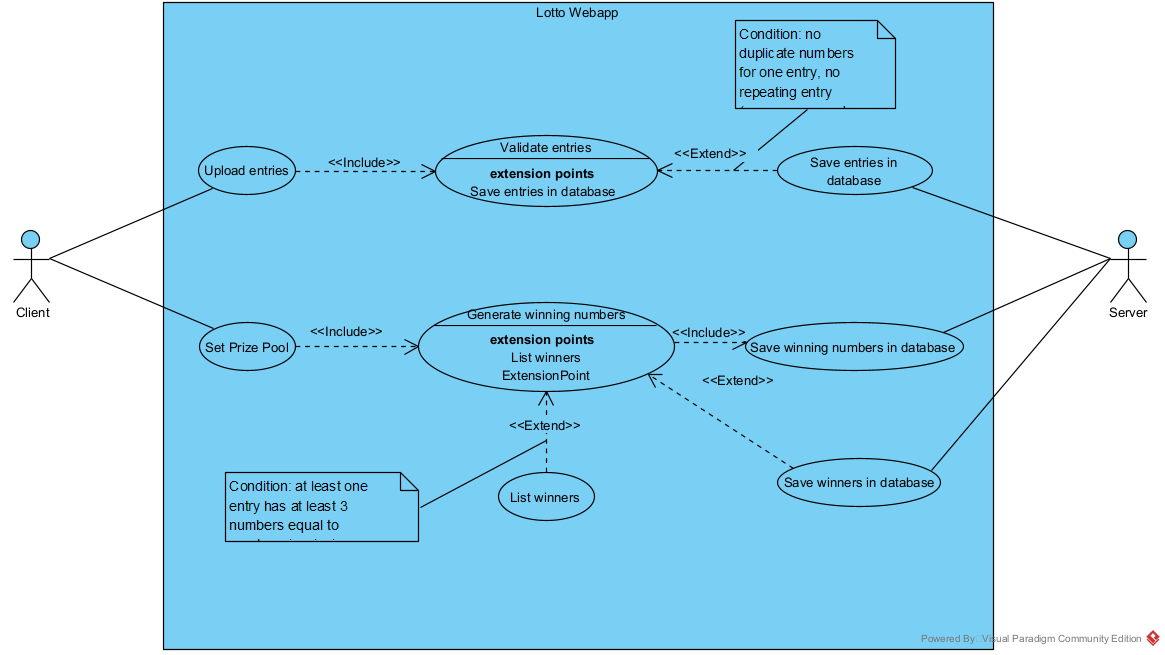 Lotto Webapp
Condition: no
duplicate numbers
for one entry, no
repeating entry
Upload entries
<<Include>>
Validate entries
extension points
Save entries in database
<<Extend>>
Save entries in
database
Client
Server
Set Prize Pool
<<Include>>
Generate winning numbers
extension points
List winners
ExtensionPoint
<<Include>>
Save winning numbers in database
<<Extend>>
<<Extend>>
Condition: at least one
entry has at least 3
numbers equal to
List winners
Save winners in database
Powered By Visual Paradigm Community Edition